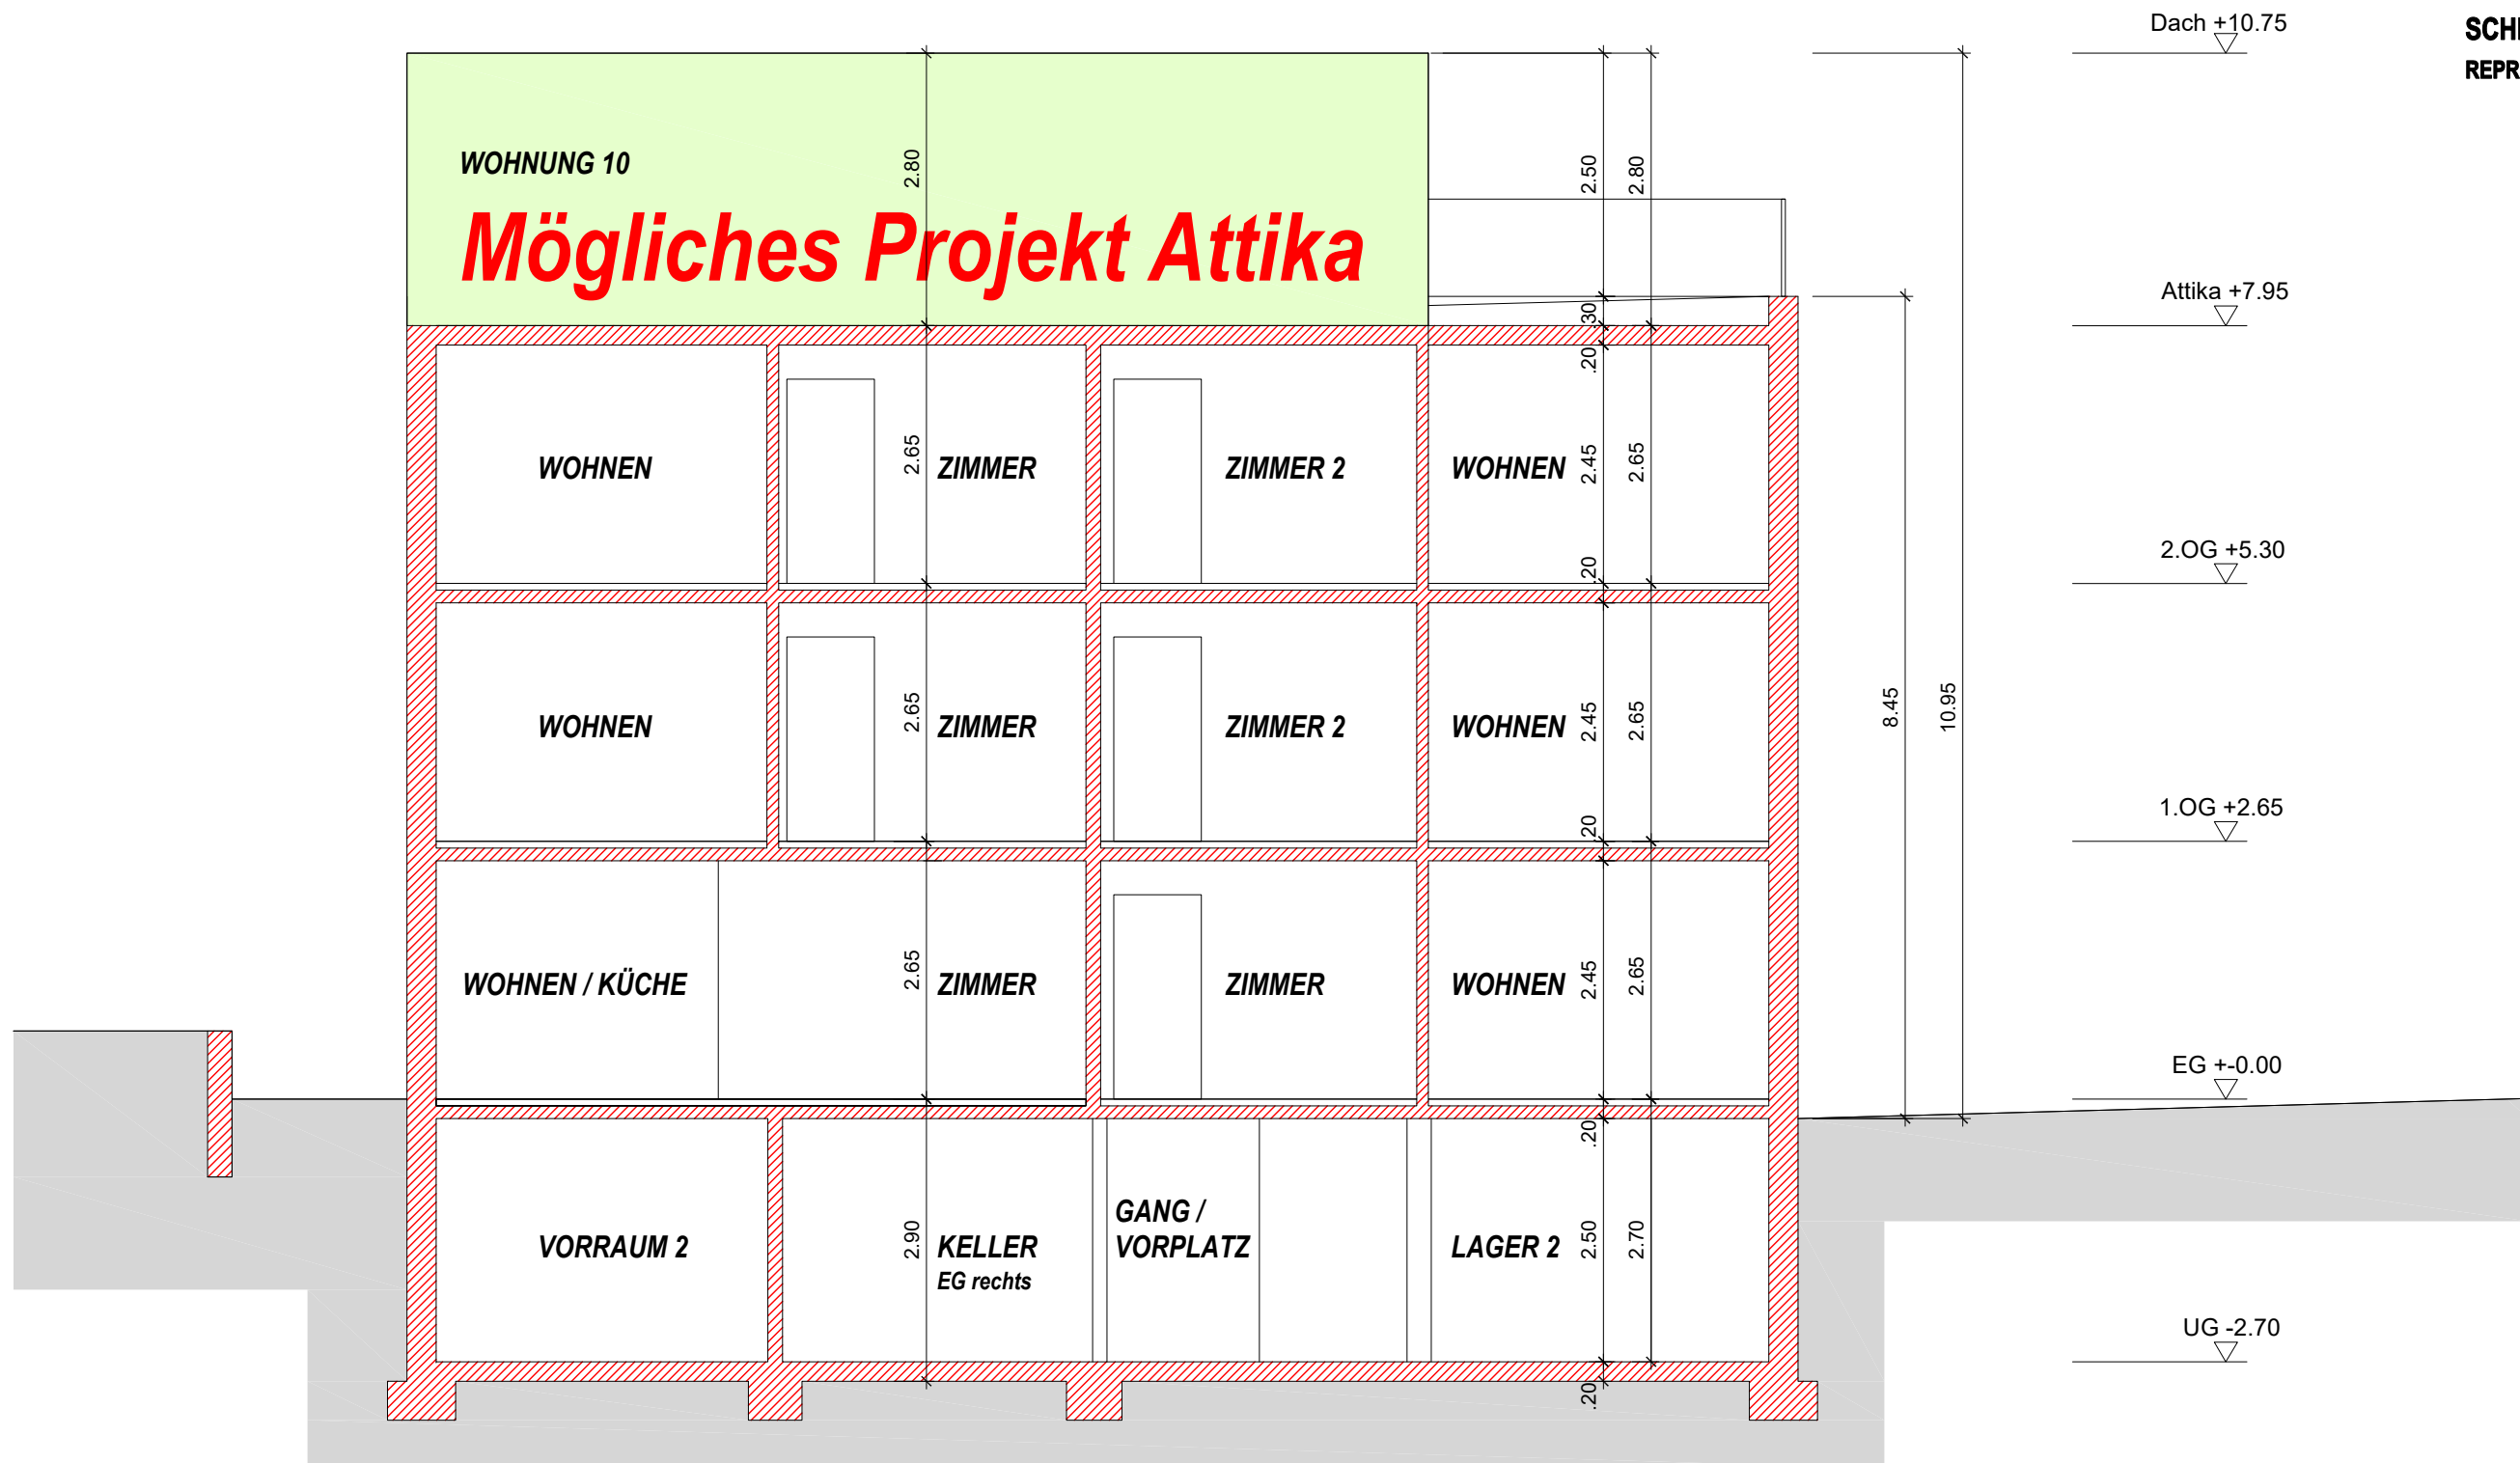 Dach +10.75
WOHNUNG 10
2.80
2.50
2.80
Mögliches Projekt Attika
Attika +7.95
.30
.20
WOHNEN
2.65
ZIMMER
ZIMMER 2
WOHNEN
2.45
2.65
2.OG +5.30
.20
WOHNEN
2.65
ZIMMER
ZIMMER 2
WOHNEN
2.45
2.65
8.45
10.95
1.OG +2.65
.20
WOHNEN / KÜCHE
2.65
ZIMMER
ZIMMER
WOHNEN
2.45
2.65
EG +-0.00
.20
GANG /
VORPLATZ
VORRAUM 2
2.90
KELLER
EG rechts
LAGER 2
2.50
2.70
UG -2.70
.20